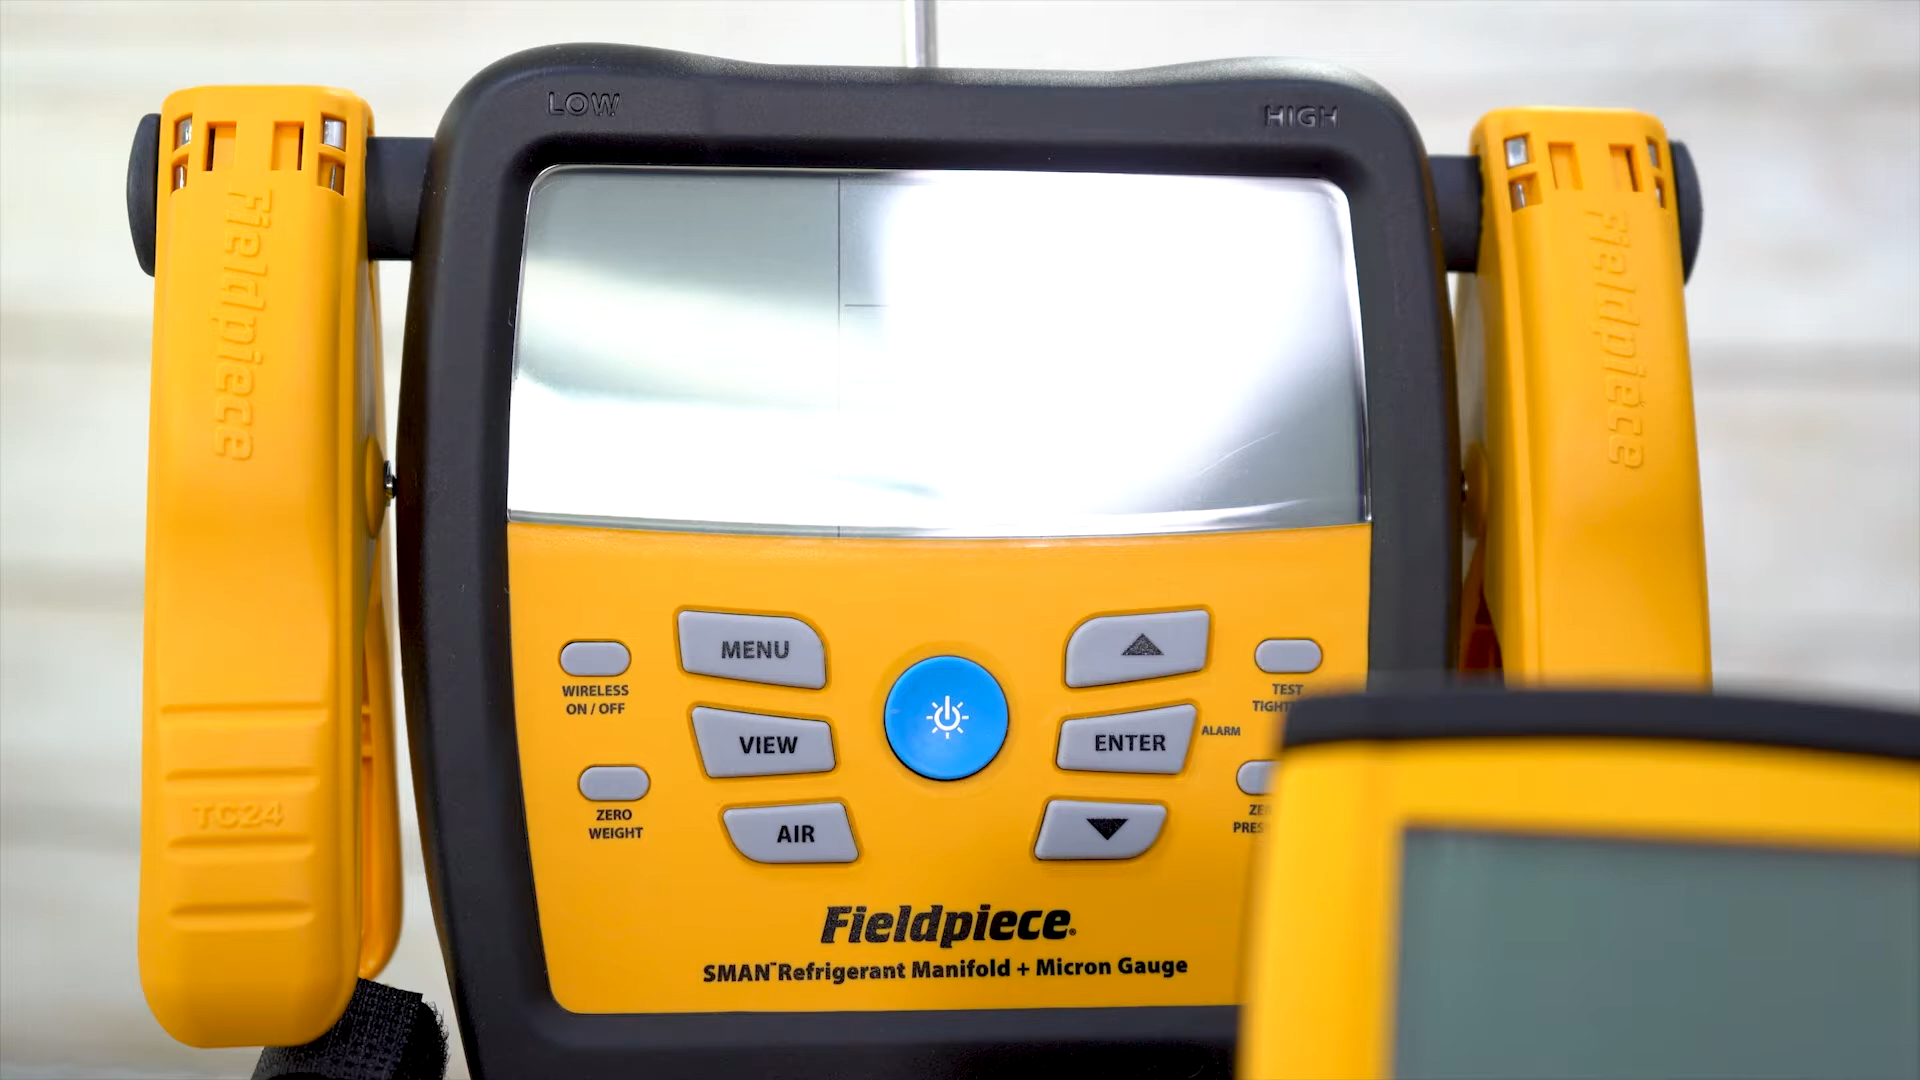 LOW
HIGH
Fieldpiece
Fieldpiece
MENU
WIRELESS
ON / OFF
TEST
VIEW
ENTER
ALARM
ZERO
WEIGHT
AIR
TC24
Fieldpiece®
SMAN™ Refrigerant Manifold + Micron Gauge